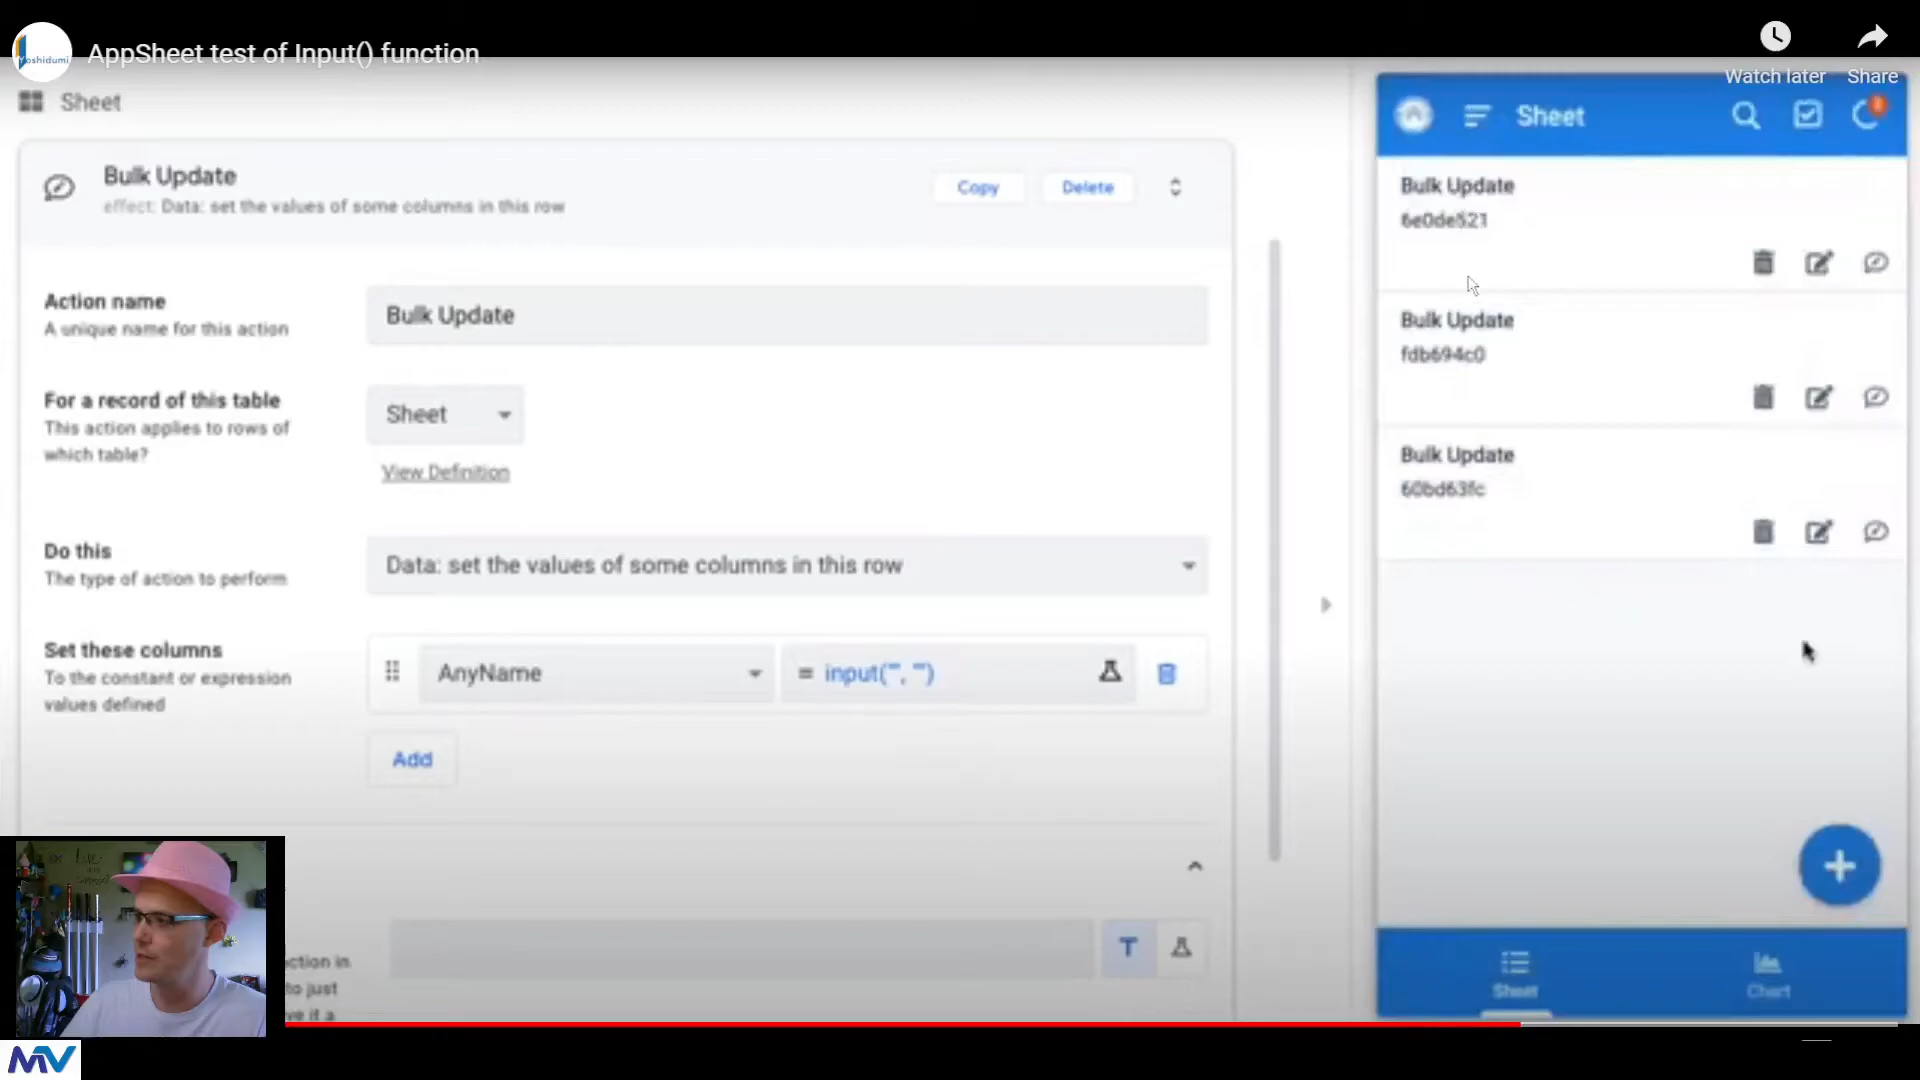 AppSheet test of Input() function
Watch later
Share
Yoshidumi
Sheet
Bulk Update
effect: Data: set the values of some columns in this row
Copy
Delete
Action name
A unique name for this action
Bulk Update
For a record of this table
This action applies to rows of
which table?
Sheet
View Definition
Do this
The type of action to perform
Data: set the values of some columns in this row
Set these columns
To the constant or expression
values defined
AnyName
= input("", "")
Add
ction in
to just
ve if a
T
Sheet
Bulk Update
6e0de521
Bulk Update
fdb694c0
Bulk Update
60bd63fc
Sheet
Chart
MV